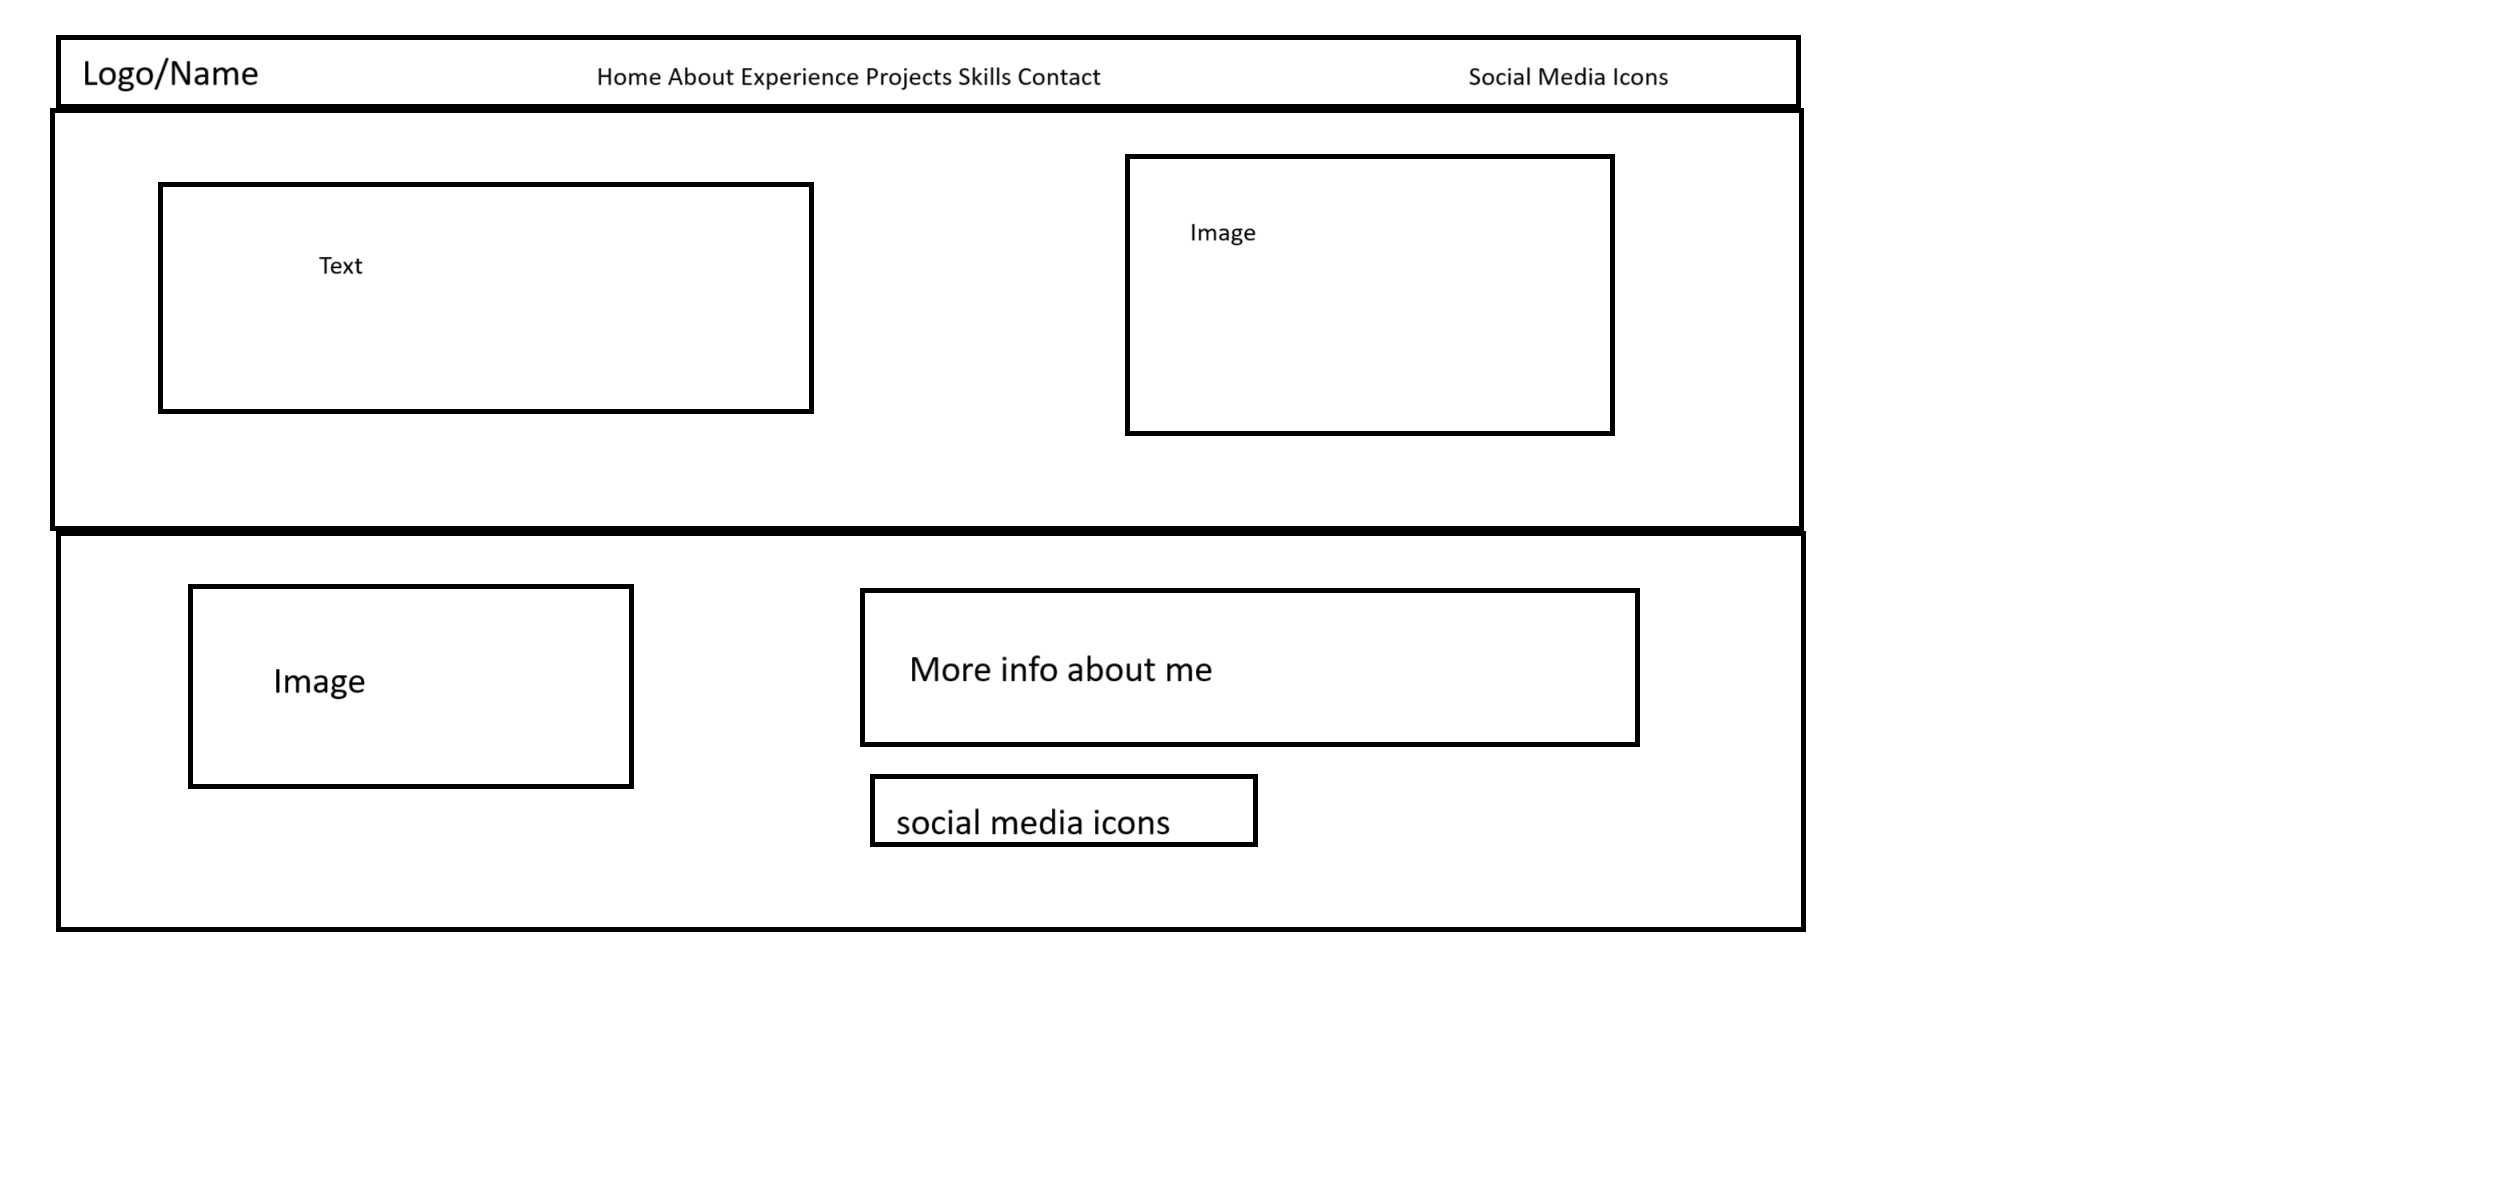 Logo/Name
Home About Experience Projects Skills Contact
Social Media Icons
Text
Image
Image
More info about me
social media icons